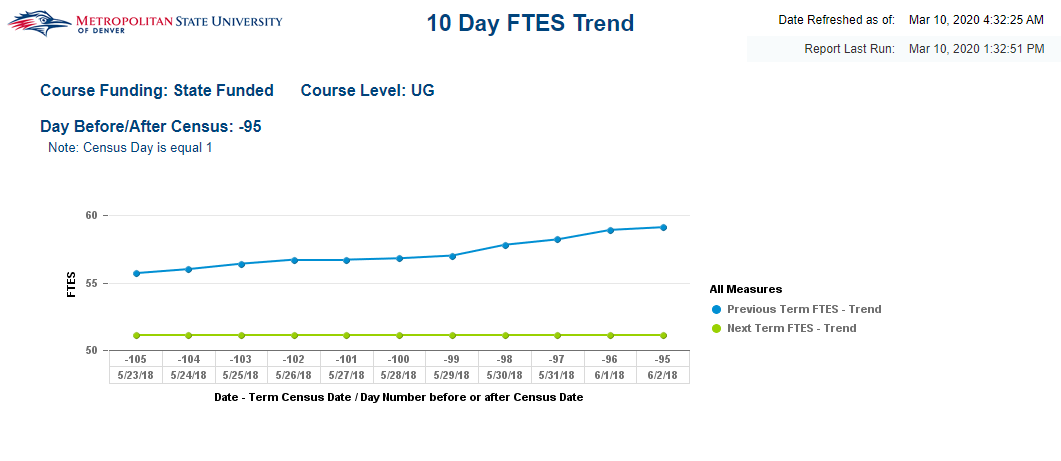 METROPOLITAN STATE UNIVERSITY
OF DENVER
10 Day FTES Trend
Date Refreshed as of: Mar 10, 2020 4:32:25 AM
Report Last Run: Mar 10, 2020 1:32:51 PM
Course Funding: State Funded Course Level: UG
Day Before/After Census: -95
Note: Census Day is equal 1
60
55
50
FTES
All Measures
Previous Term FTES - Trend
Next Term FTES - Trend
-105 -104 -103 -102 -101 -100 -99 -98 -97 -96 -95
5/23/18 5/24/18 5/25/18 5/26/18 5/27/18 5/28/18 5/29/18 5/30/18 5/31/18 6/1/18 6/2/18
Date - Term Census Date / Day Number before or after Census Date